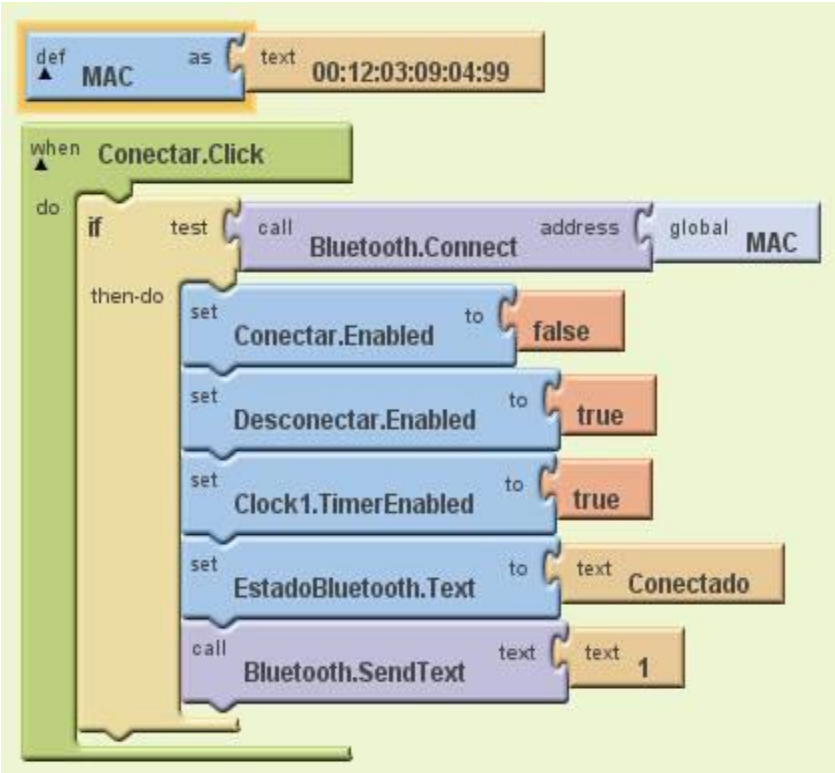 def MAC as text 00:12:03:09:04:99
when Conectar.Click
do if test call Bluetooth.Connect address global MAC
then-do set Conectar.Enabled to false
set Desconectar.Enabled to true
set Clock1.TimerEnabled to true
set EstadoBluetooth.Text to text Conectado
call Bluetooth.SendText text text 1